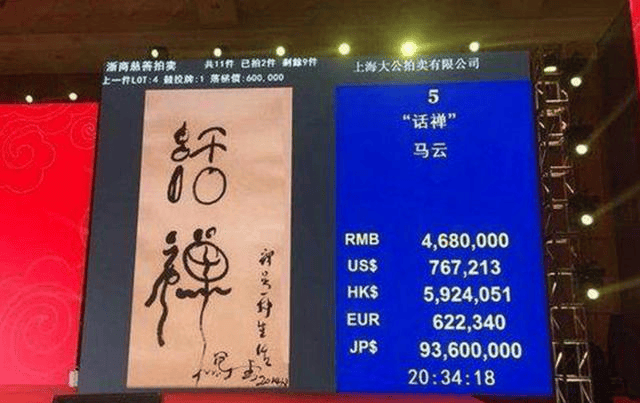 浙商慈善拍卖 共11件 已拍2件 剩餘9件
上一件LOT:4 競投牌:1 落槌價:600,000
上海大公拍卖有限公司
5
“话禅”
马云
RMB 4,680,000
US$ 767,213
HK$ 5,924,051
EUR 622,340
JP$ 93,600,000
20:34:18
話禪